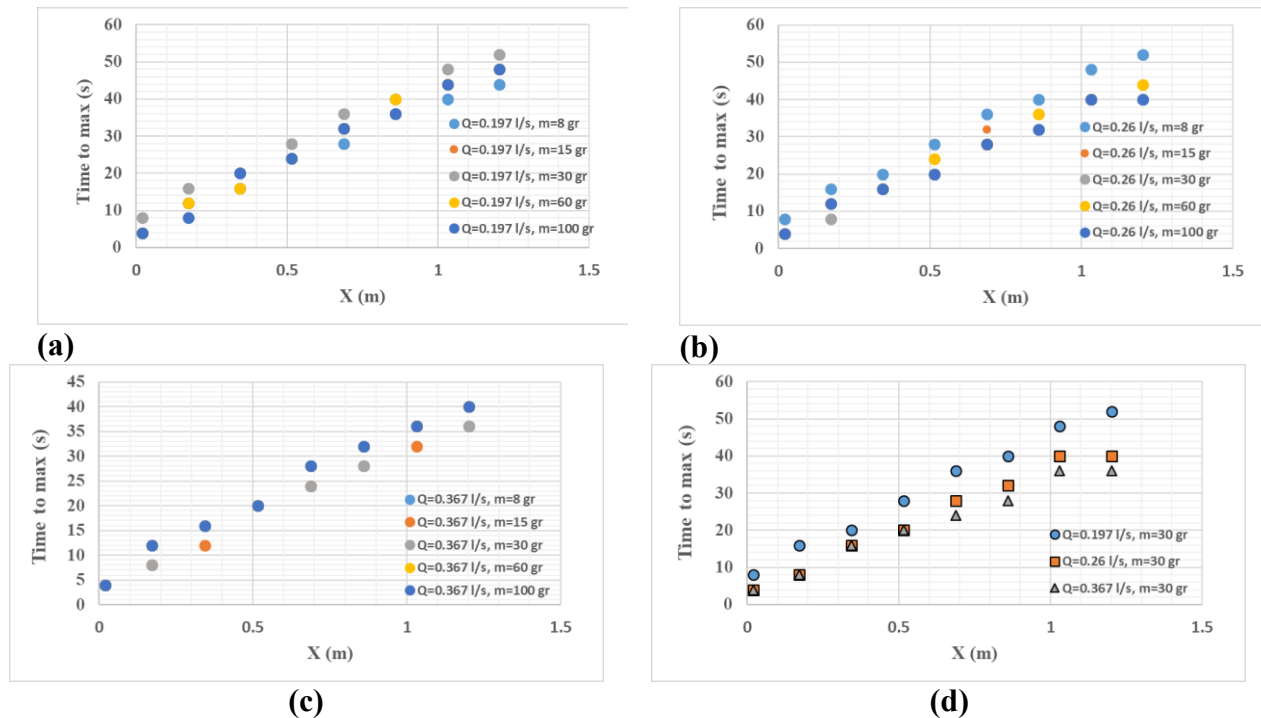 60
50
40
30
20
10
0
Time to max (s)
0
0.5
1
1.5
X (m)
Q=0.197 l/s, m=8 gr
Q=0.197 l/s, m=15 gr
Q=0.197 l/s, m=30 gr
Q=0.197 l/s, m=60 gr
Q=0.197 l/s, m=100 gr
(a)
60
50
40
30
20
10
0
Time to max (s)
0
0.5
1
1.5
X (m)
Q=0.26 l/s, m=8 gr
Q=0.26 l/s, m=15 gr
Q=0.26 l/s, m=30 gr
Q=0.26 l/s, m=60 gr
Q=0.26 l/s, m=100 gr
(b)
45
40
35
30
25
20
15
10
5
0
Time to max (s)
0
0.5
1
1.5
X (m)
Q=0.367 l/s, m=8 gr
Q=0.367 l/s, m=15 gr
Q=0.367 l/s, m=30 gr
Q=0.367 l/s, m=60 gr
Q=0.367 l/s, m=100 gr
(c)
60
50
40
30
20
10
0
Time to max (s)
0
0.5
1
1.5
X (m)
Q=0.197 l/s, m=30 gr
Q=0.26 l/s, m=30 gr
Q=0.367 l/s, m=30 gr
(d)